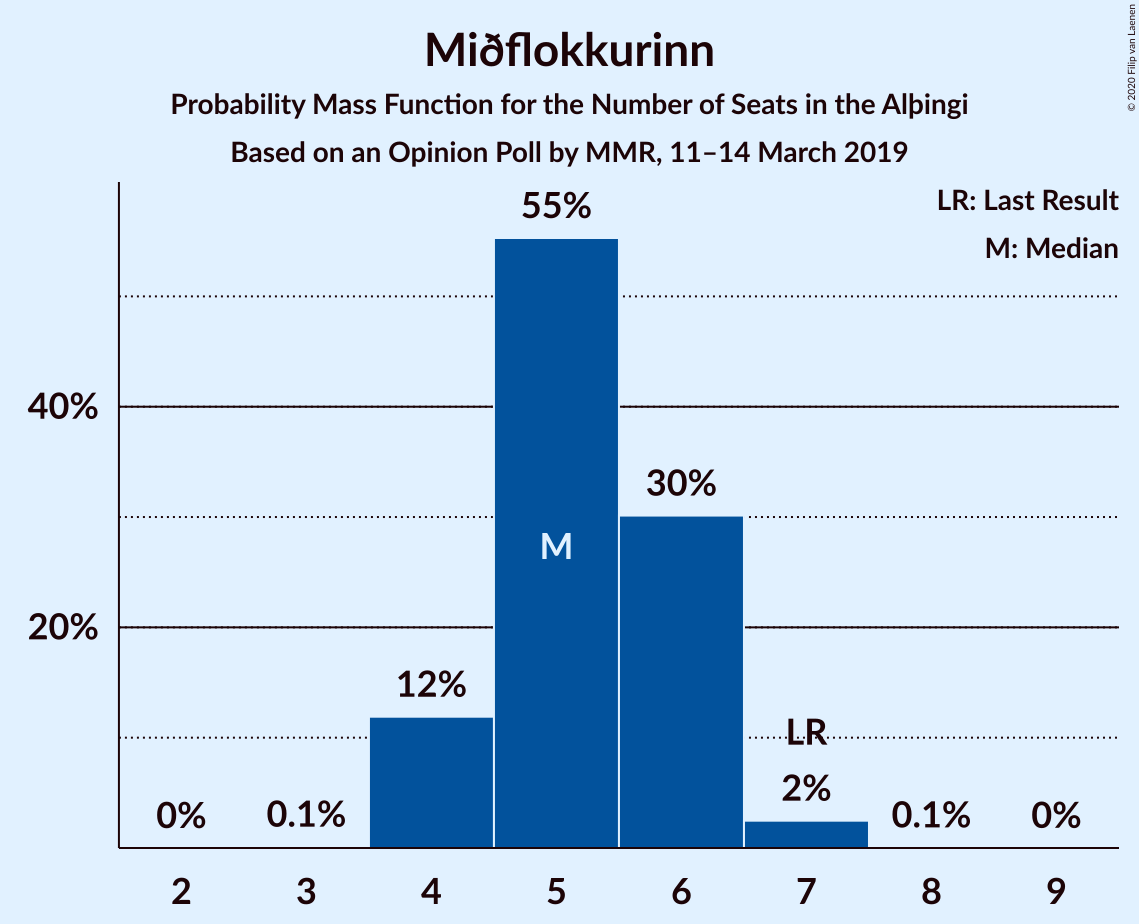 Miðflokkurinn
Probability Mass Function for the Number of Seats in the Alþingi
Based on an Opinion Poll by MMR, 11–14 March 2019
© 2020 Filip van Laenen
LR: Last Result
M: Median
55%
40%
30%
M
20%
12%
LR
2%
0%
0.1%
0.1%
0%
2
3
4
5
6
7
8
9